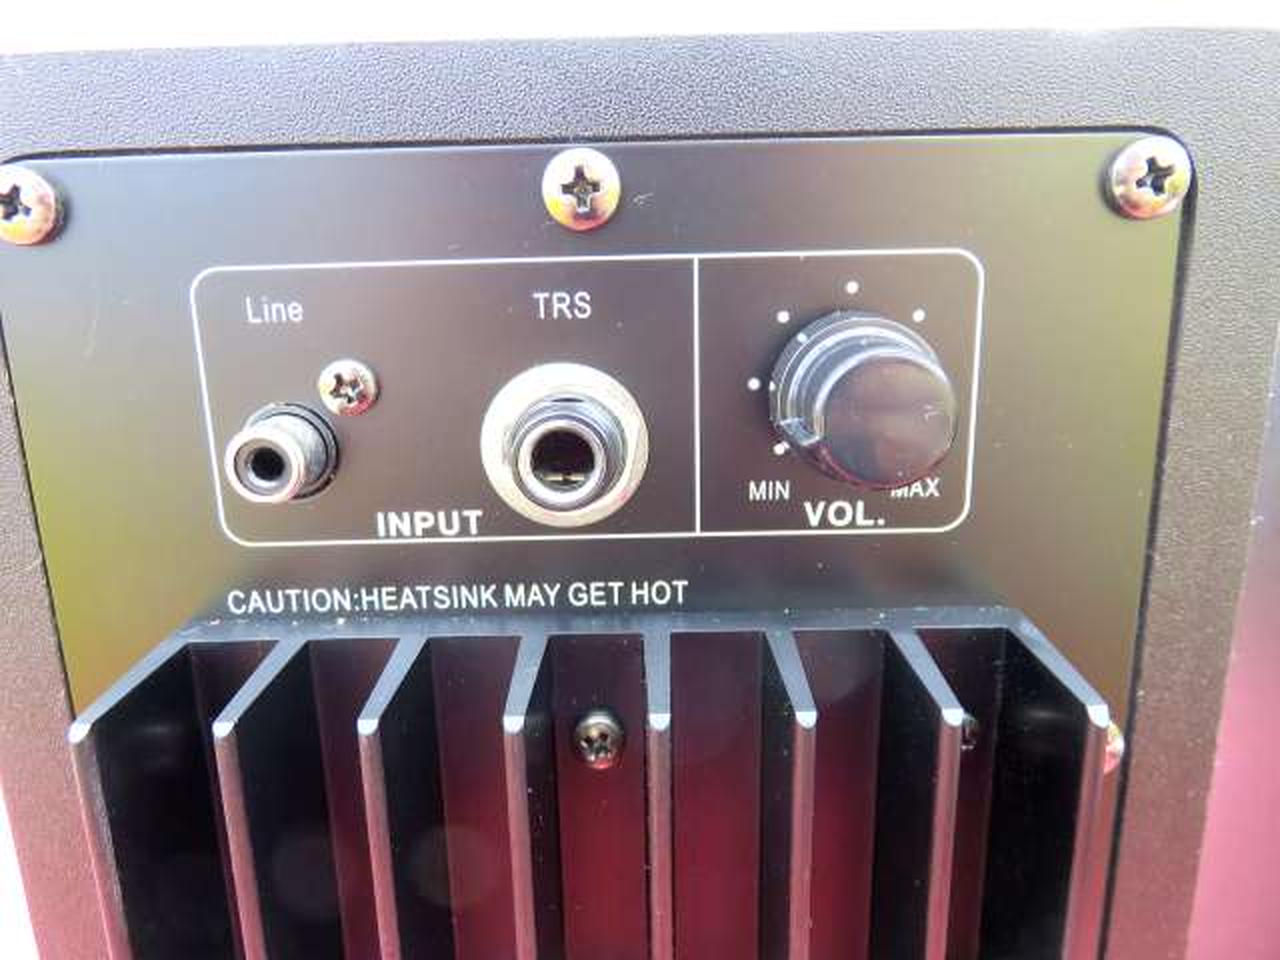 Line TRS
MIN MAX
INPUT VOL.
CAUTION:HEATSINK MAY GET HOT